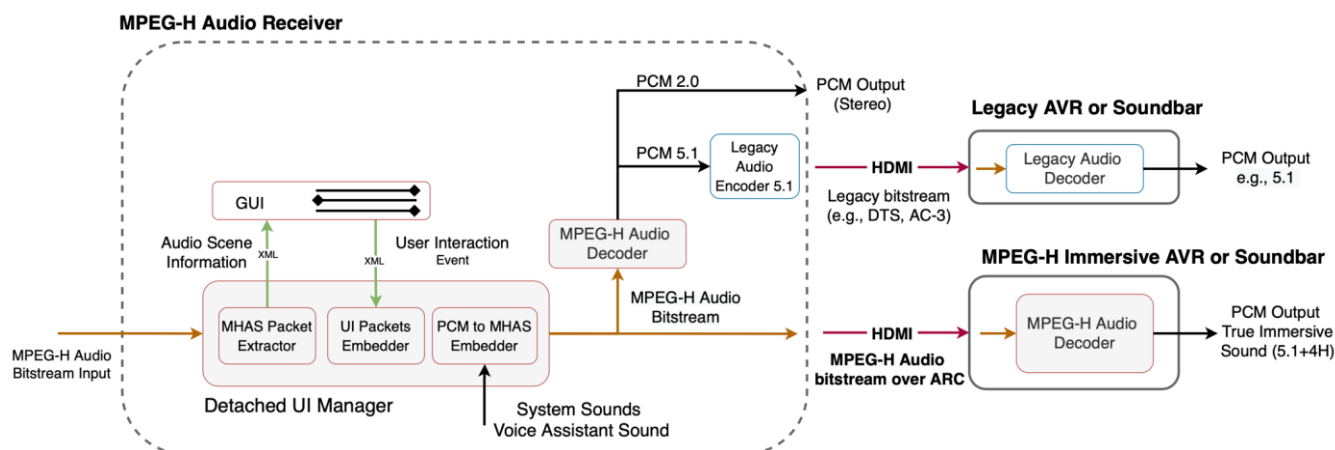 MPEG-H Audio Receiver
PCM 2.0
PCM Output
(Stereo)
PCM 5.1
Legacy
Audio
Encoder 5.1
HDMI
Legacy bitstream
(e.g., DTS, AC-3)
Legacy AVR or Soundbar
Legacy Audio
Decoder
PCM Output
e.g., 5.1
GUI
Audio Scene
Information
XML
XML
User Interaction
Event
MPEG-H Audio
Decoder
MPEG-H Audio
Bitstream
MPEG-H Audio
Bitstream Input
MHAS Packet
Extractor
UI Packets
Embedder
PCM to MHAS
Embedder
Detached UI Manager
System Sounds
Voice Assistant Sound
HDMI
MPEG-H Audio
bitstream over ARC
MPEG-H Immersive AVR or Soundbar
MPEG-H Audio
Decoder
PCM Output
True Immersive
Sound (5.1+4H)